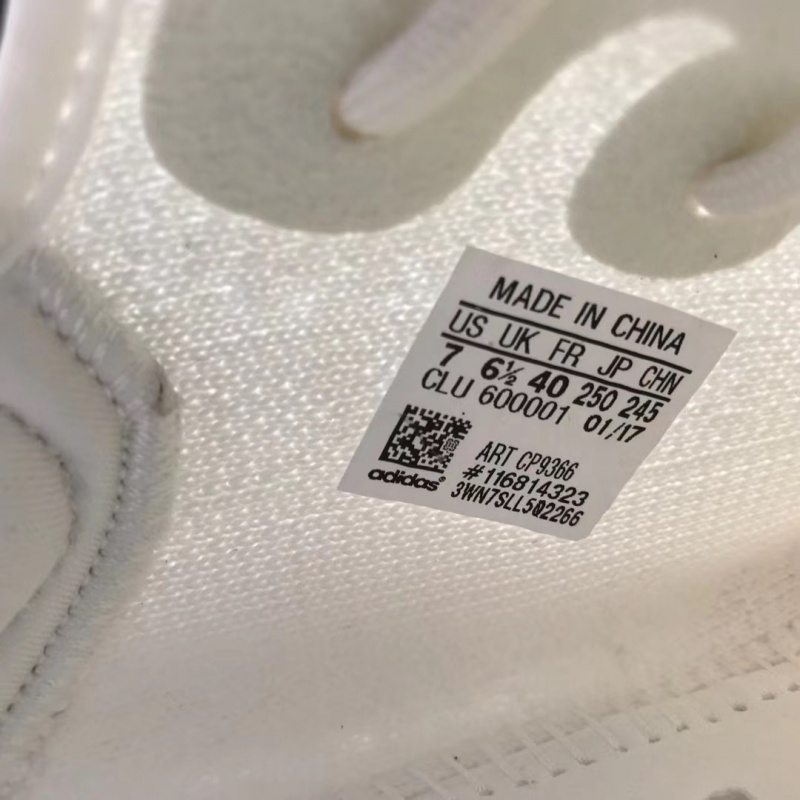 MADE IN CHINA
US UK FR JP CHN
7 6½ 40 250 245
CLU 600001 01/17
ART CP9366
#116814323
3WN7SLL5Q2266
adidas®